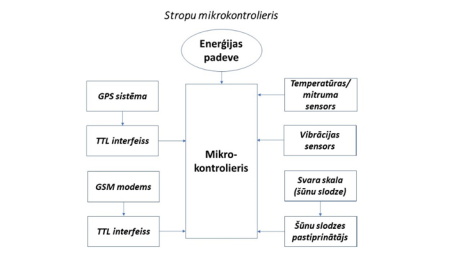 Stropu mikrokontrolieris
Enerģijas
padeve
GPS sistēma
TTL interfeiss
GSM modems
TTL interfeiss
Mikro-
kontrolieris
Temperatūras/
mitruma
sensors
Vibrācijas
sensors
Svara skala
(šūnu slodze)
Šūnu slodzes
pastiprinātājs